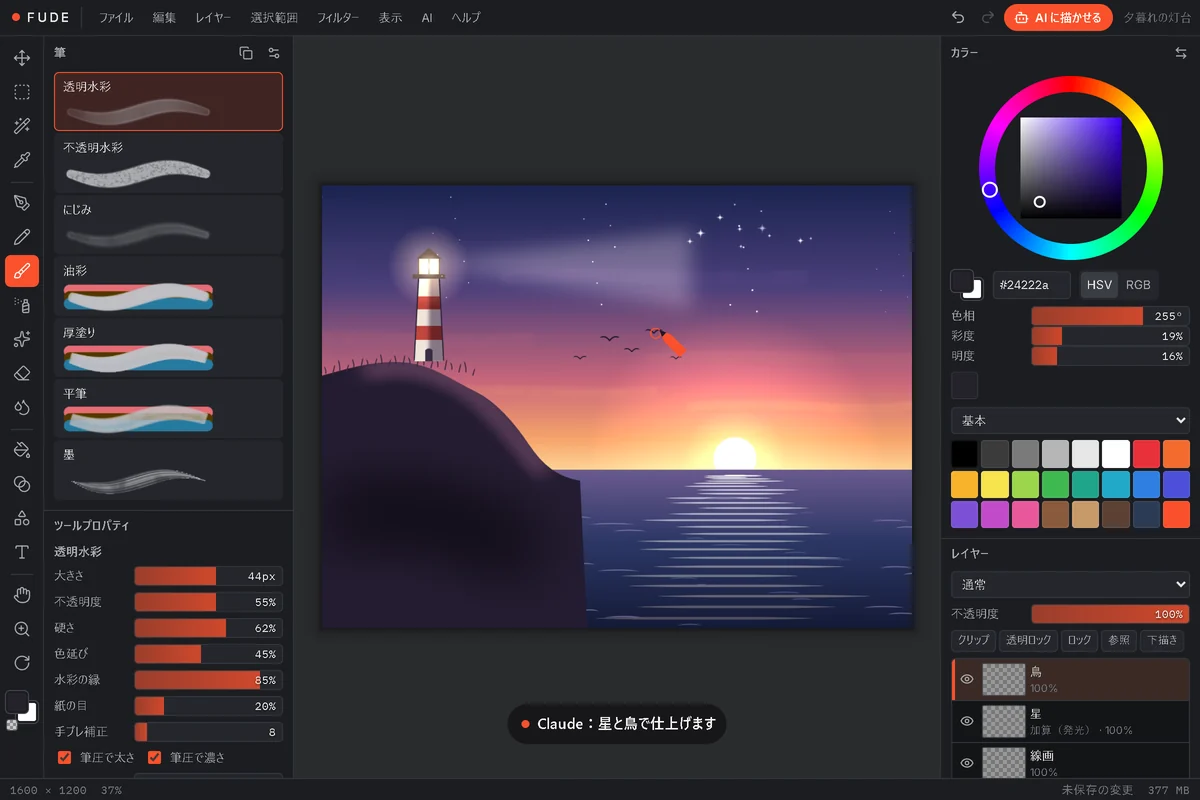 FUDE
ファイル 編集 レイヤー 選択範囲 フィルター 表示 AI ヘルプ
AIに描かせる
夕暮れの灯台
筆
透明水彩
不透明水彩
にじみ
油彩
厚塗り
平筆
墨
ツールプロパティ
透明水彩
大きさ 44px
不透明度 55%
硬さ 62%
色延び 45%
水彩の縁 85%
紙の目 20%
手ブレ補正 8
筆圧で太さ 筆圧で濃さ
Claude：星と鳥で仕上げます
カラー
#24222a HSV RGB
色相 255°
彩度 19%
明度 16%
基本
レイヤー
通常
不透明度 100%
クリップ 透明ロック ロック 参照 下描き
鳥
100%
星
加算（発光）・100%
線画
100%
1600 × 1200 37%
未保存の変更 377 MB